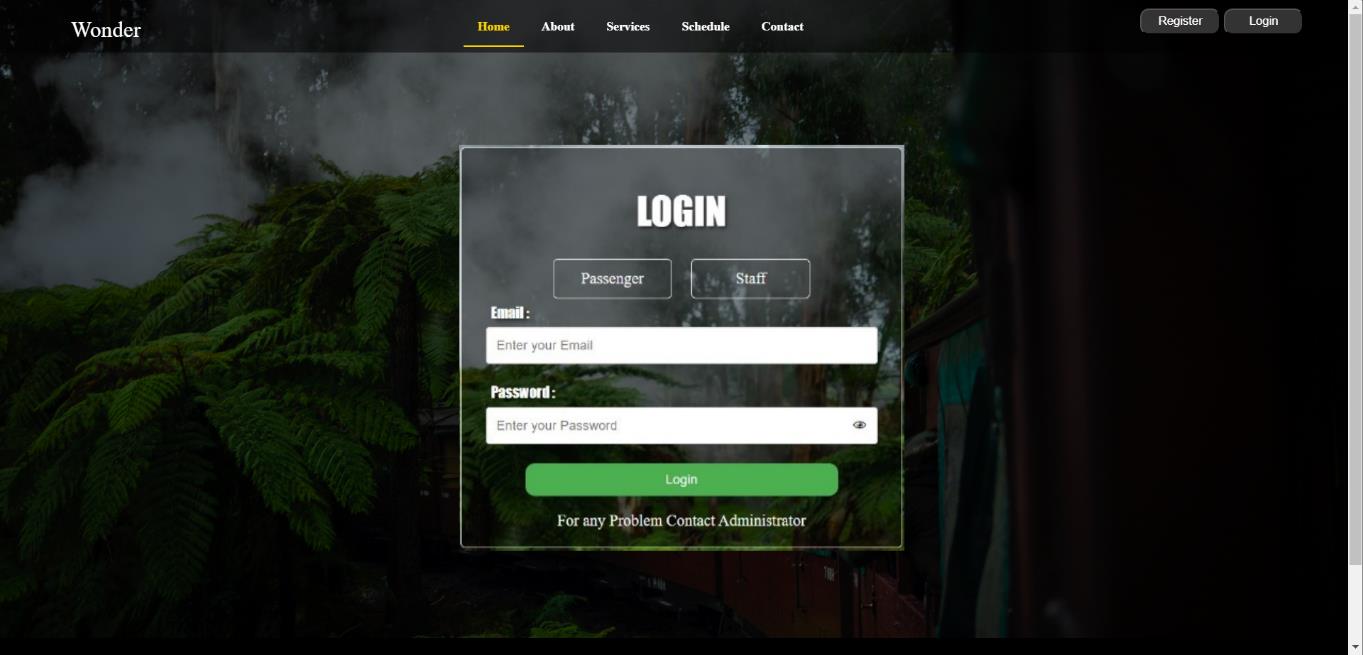 Wonder Home About Services Schedule Contact Register Login
LOGIN
Passenger Staff
Email :
Enter your Email
Password :
Enter your Password
Login
For any Problem Contact Administrator